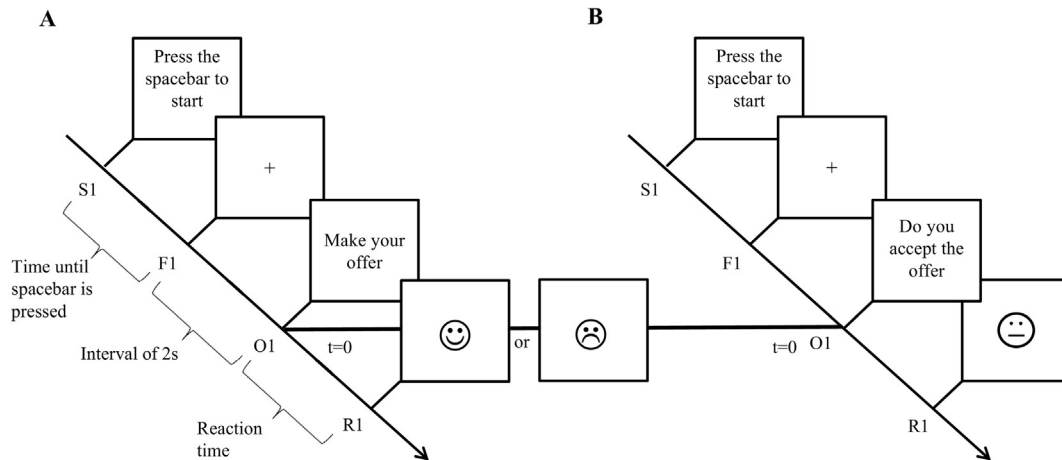 A
Press the
spacebar to
start
+
Make your
offer
or
S1
F1
O1
t=0
R1
Time until
spacebar is
pressed
Interval of 2s
Reaction
time
B
Press the
spacebar to
start
+
Do you
accept the
offer
S1
F1
t=0
O1
R1